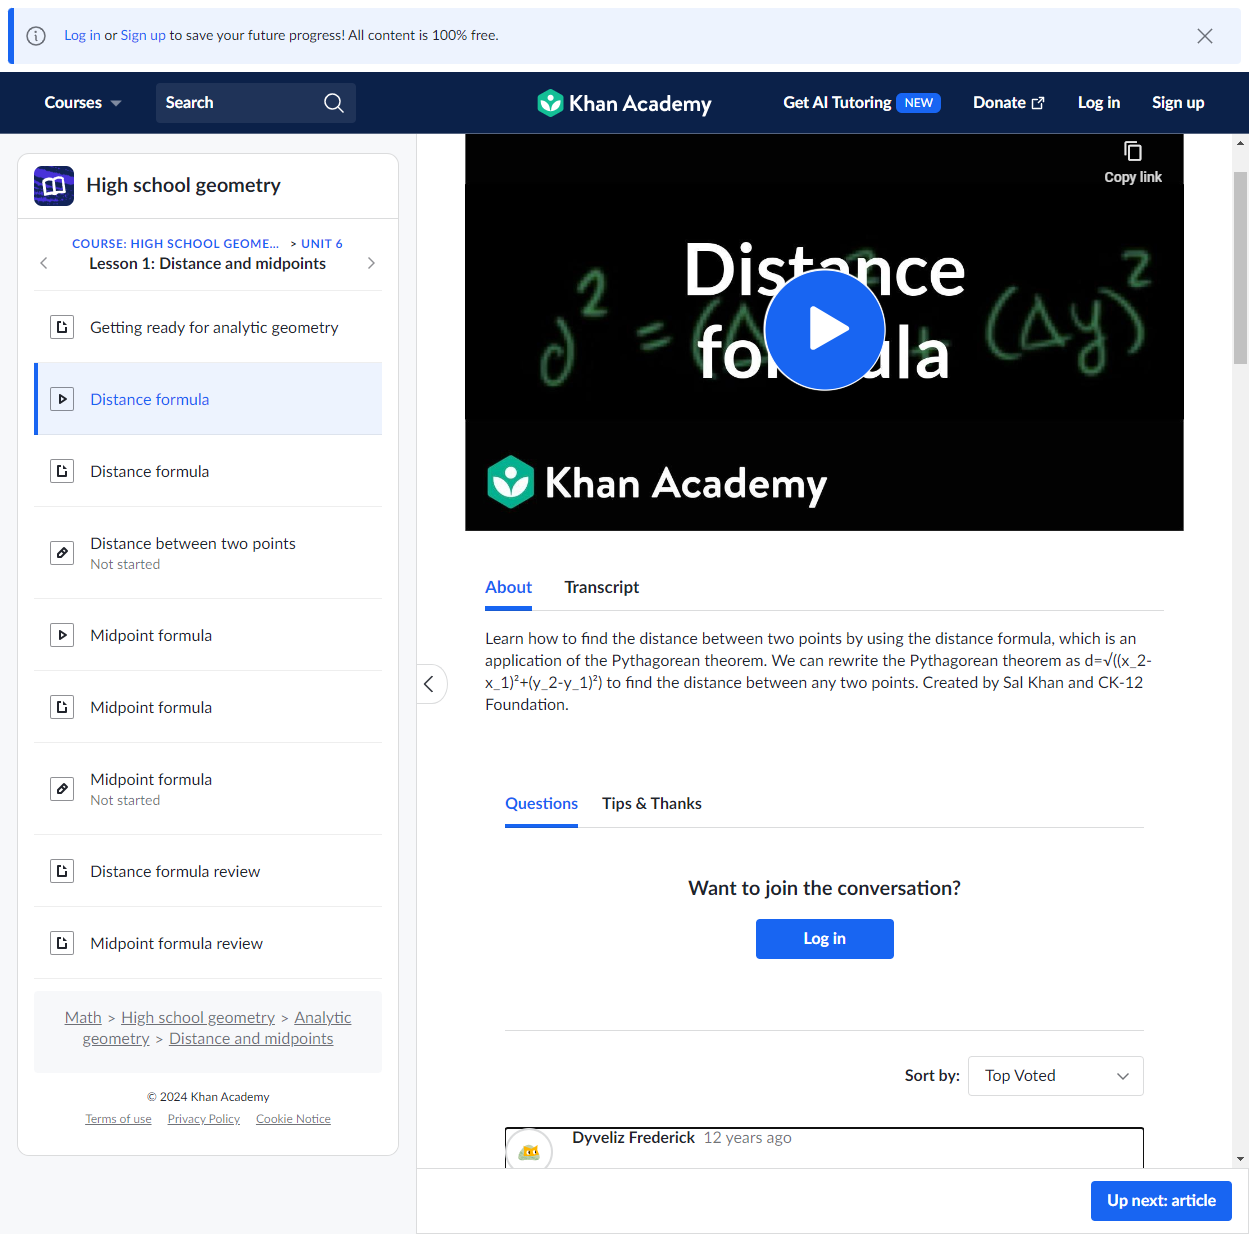 Log in or Sign up to save your future progress! All content is 100% free.
Courses
Search
Khan Academy
Get AI Tutoring NEW
Donate
Log in
Sign up
High school geometry
COURSE: HIGH SCHOOL GEOME... > UNIT 6
Lesson 1: Distance and midpoints
Getting ready for analytic geometry
Distance formula
Distance formula
Distance between two points
Not started
Midpoint formula
Midpoint formula
Midpoint formula
Not started
Distance formula review
Midpoint formula review
Math > High school geometry > Analytic
geometry > Distance and midpoints
© 2024 Khan Academy
Terms of use Privacy Policy Cookie Notice
Copy link
Distance
Khan Academy
About Transcript
Learn how to find the distance between two points by using the distance formula, which is an
application of the Pythagorean theorem. We can rewrite the Pythagorean theorem as d=√((x_2-
x_1)²+(y_2-y_1)²) to find the distance between any two points. Created by Sal Khan and CK-12
Foundation.
Questions Tips & Thanks
Want to join the conversation?
Log in
Sort by: Top Voted
Dyveliz Frederick 12 years ago
Up next: article